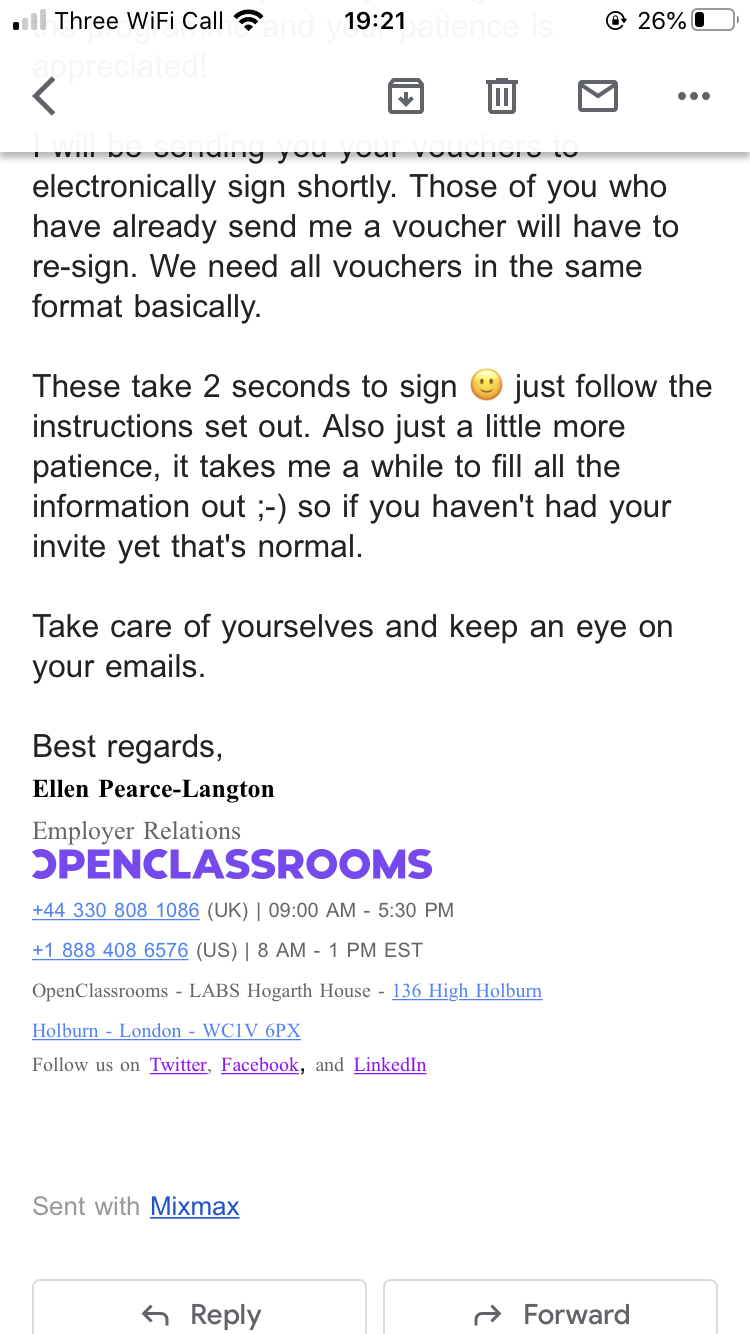 Three WiFi Call 19:21 26%
the programme and your patience is
appreciated!
I will be sending you your vouchers to
electronically sign shortly. Those of you who
have already send me a voucher will have to
re-sign. We need all vouchers in the same
format basically.
These take 2 seconds to sign 🙂 just follow the
instructions set out. Also just a little more
patience, it takes me a while to fill all the
information out ;-) so if you haven't had your
invite yet that's normal.
Take care of yourselves and keep an eye on
your emails.
Best regards,
Ellen Pearce-Langton
Employer Relations
OPENCLASSROOMS
+44 330 808 1086 (UK) | 09:00 AM - 5:30 PM
+1 888 408 6576 (US) | 8 AM - 1 PM EST
OpenClassrooms - LABS Hogarth House - 136 High Holburn
Holburn - London - WC1V 6PX
Follow us on Twitter, Facebook, and LinkedIn
Sent with Mixmax
Reply Forward